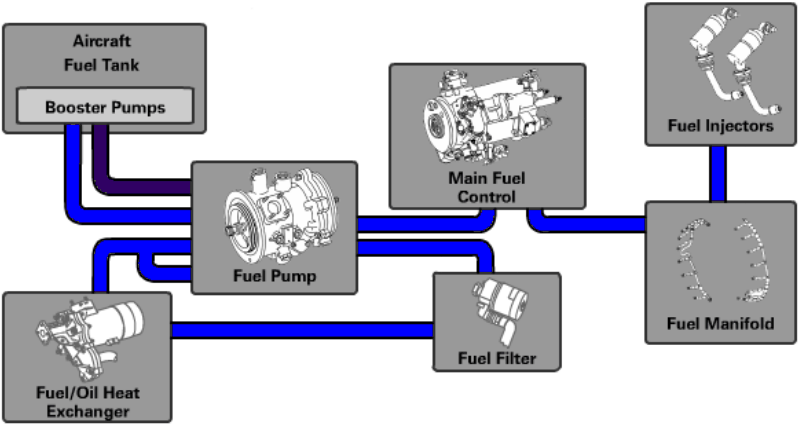 Aircraft
Fuel Tank
Booster Pumps
Main Fuel
Control
Fuel Injectors
Fuel Pump
Fuel Manifold
Fuel Filter
Fuel/Oil Heat
Exchanger